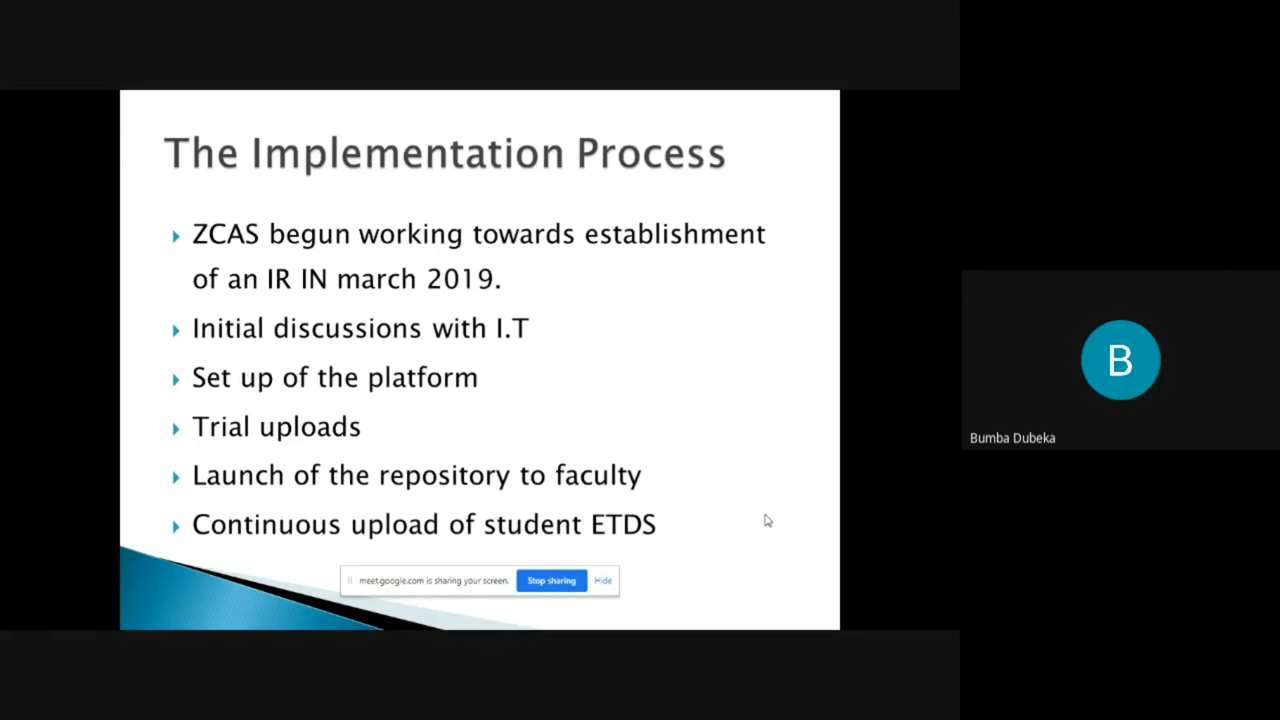 The Implementation Process
ZCAS begun working towards establishment
of an IR IN march 2019.
Initial discussions with I.T
Set up of the platform
Trial uploads
Launch of the repository to faculty
Continuous upload of student ETDS
meet.google.com is sharing your screen. Stop sharing Hide
B
Bumba Dubeka